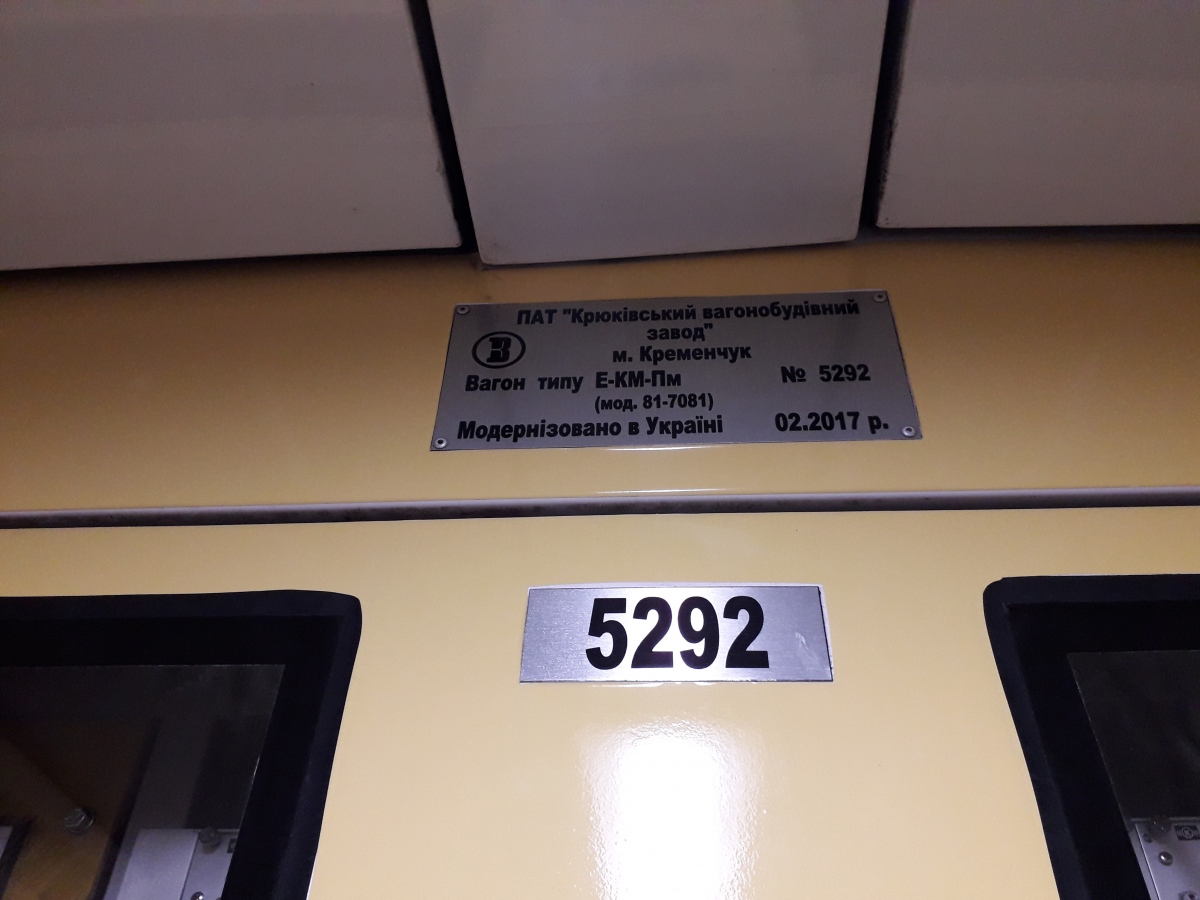 ПАТ "Крюківський вагонобудівний
завод"
В
м. Кременчук
Вагон типу Е-КМ-Пм № 5292
(мод. 81-7081)
Модернізовано в Україні 02.2017 р.
5292